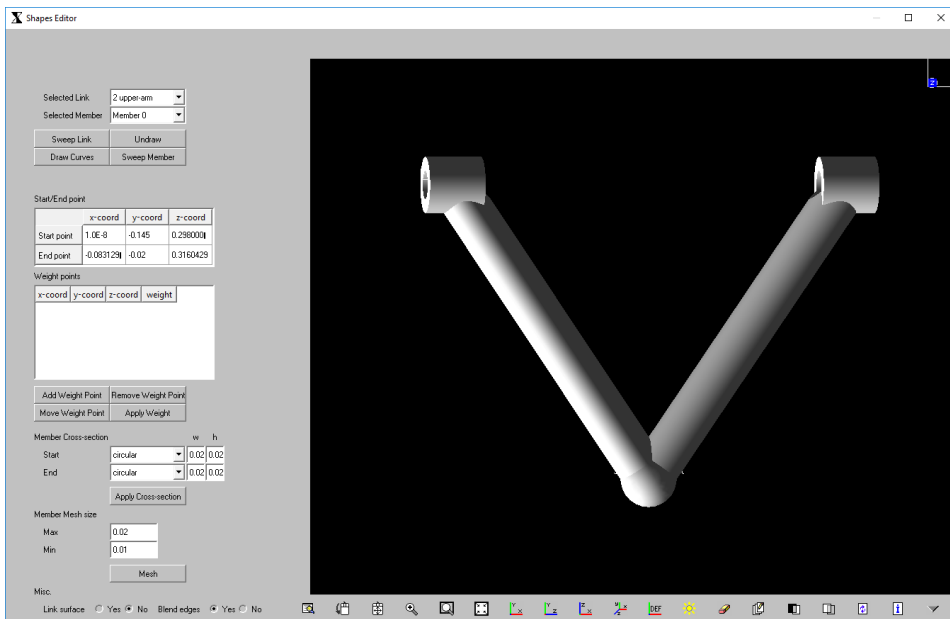 Shapes Editor
Selected Link 2 upper-arm
Selected Member Member 0
Sweep Link Undraw
Draw Curves Sweep Member
Start/End point
x-coord y-coord z-coord
Start point 1.0E-8 -0.145 0.298000
End point -0.083129 -0.02 0.3160429
Weight points
x-coord y-coord z-coord weight
Add Weight Point Remove Weight Point
Move Weight Point Apply Weight
Member Cross-section w h
Start circular 0.02 0.02
End circular 0.02 0.02
Apply Cross-section
Member Mesh size
Max 0.02
Min 0.01
Mesh
Misc.
Link surface Yes No Blend edges Yes No
Y X Y Z Z X DEF